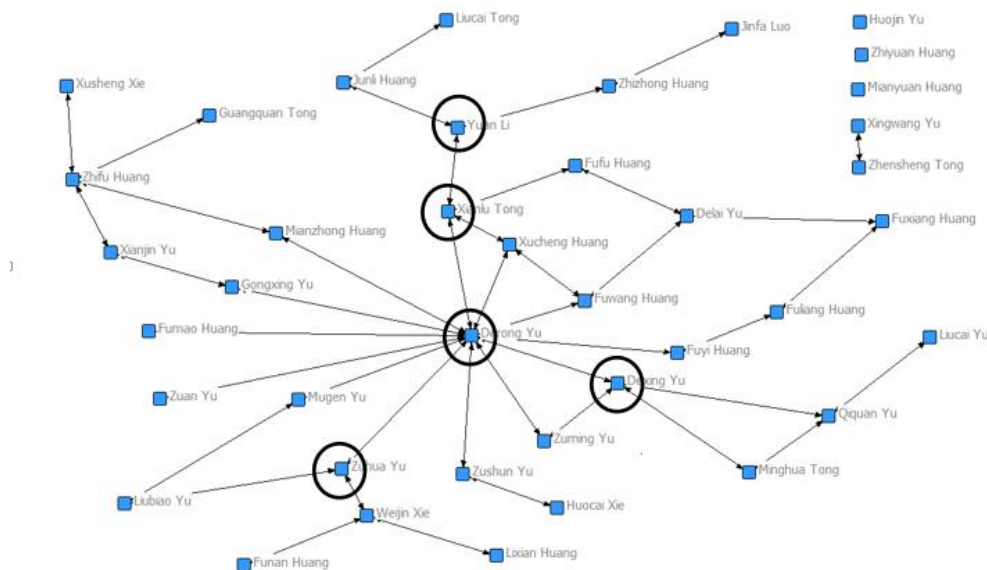 Liucai Tong
Huojin Yu
Jinfa Luo
Zhiyuan Huang
Junli Huang
Zhizhong Huang
Xusheng Xie
Mianyuan Huang
Guangquan Tong
Yuan Li
Xingwang Yu
Fufu Huang
Zhensheng Tong
Zhifu Huang
Xianlu Tong
Delai Yu
Fuxiang Huang
Mianzhong Huang
Xucheng Huang
Xianjin Yu
Gongxing Yu
Fuwang Huang
Fuliang Huang
Fumao Huang
Derong Yu
Liucai Yu
Fuyi Huang
Dexing Yu
Zuan Yu
Mugen Yu
Qiquan Yu
Zuming Yu
Zuhua Yu
Zushun Yu
Minghua Tong
Liubiao Yu
Huocai Xie
Weijin Xie
Lixian Huang
Funan Huang